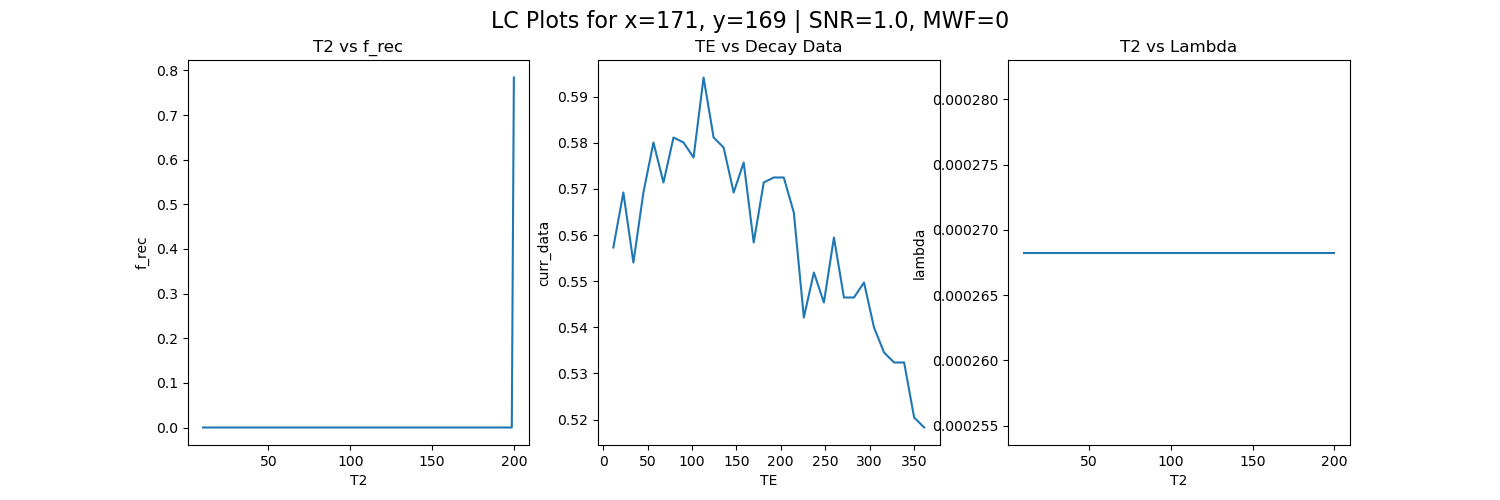 LC Plots for x=171, y=169 | SNR=1.0, MWF=0
T2 vs f_rec
0.8
0.7
0.6
0.5
0.4
0.3
0.2
0.1
0.0
f_rec
50 100 150 200
T2
TE vs Decay Data
0.59
0.58
0.57
0.56
0.55
0.54
0.53
0.52
curr_data
0 50 100 150 200 250 300 350
TE
T2 vs Lambda
0.000280
0.000275
0.000270
0.000265
0.000260
0.000255
lambda
50 100 150 200
T2